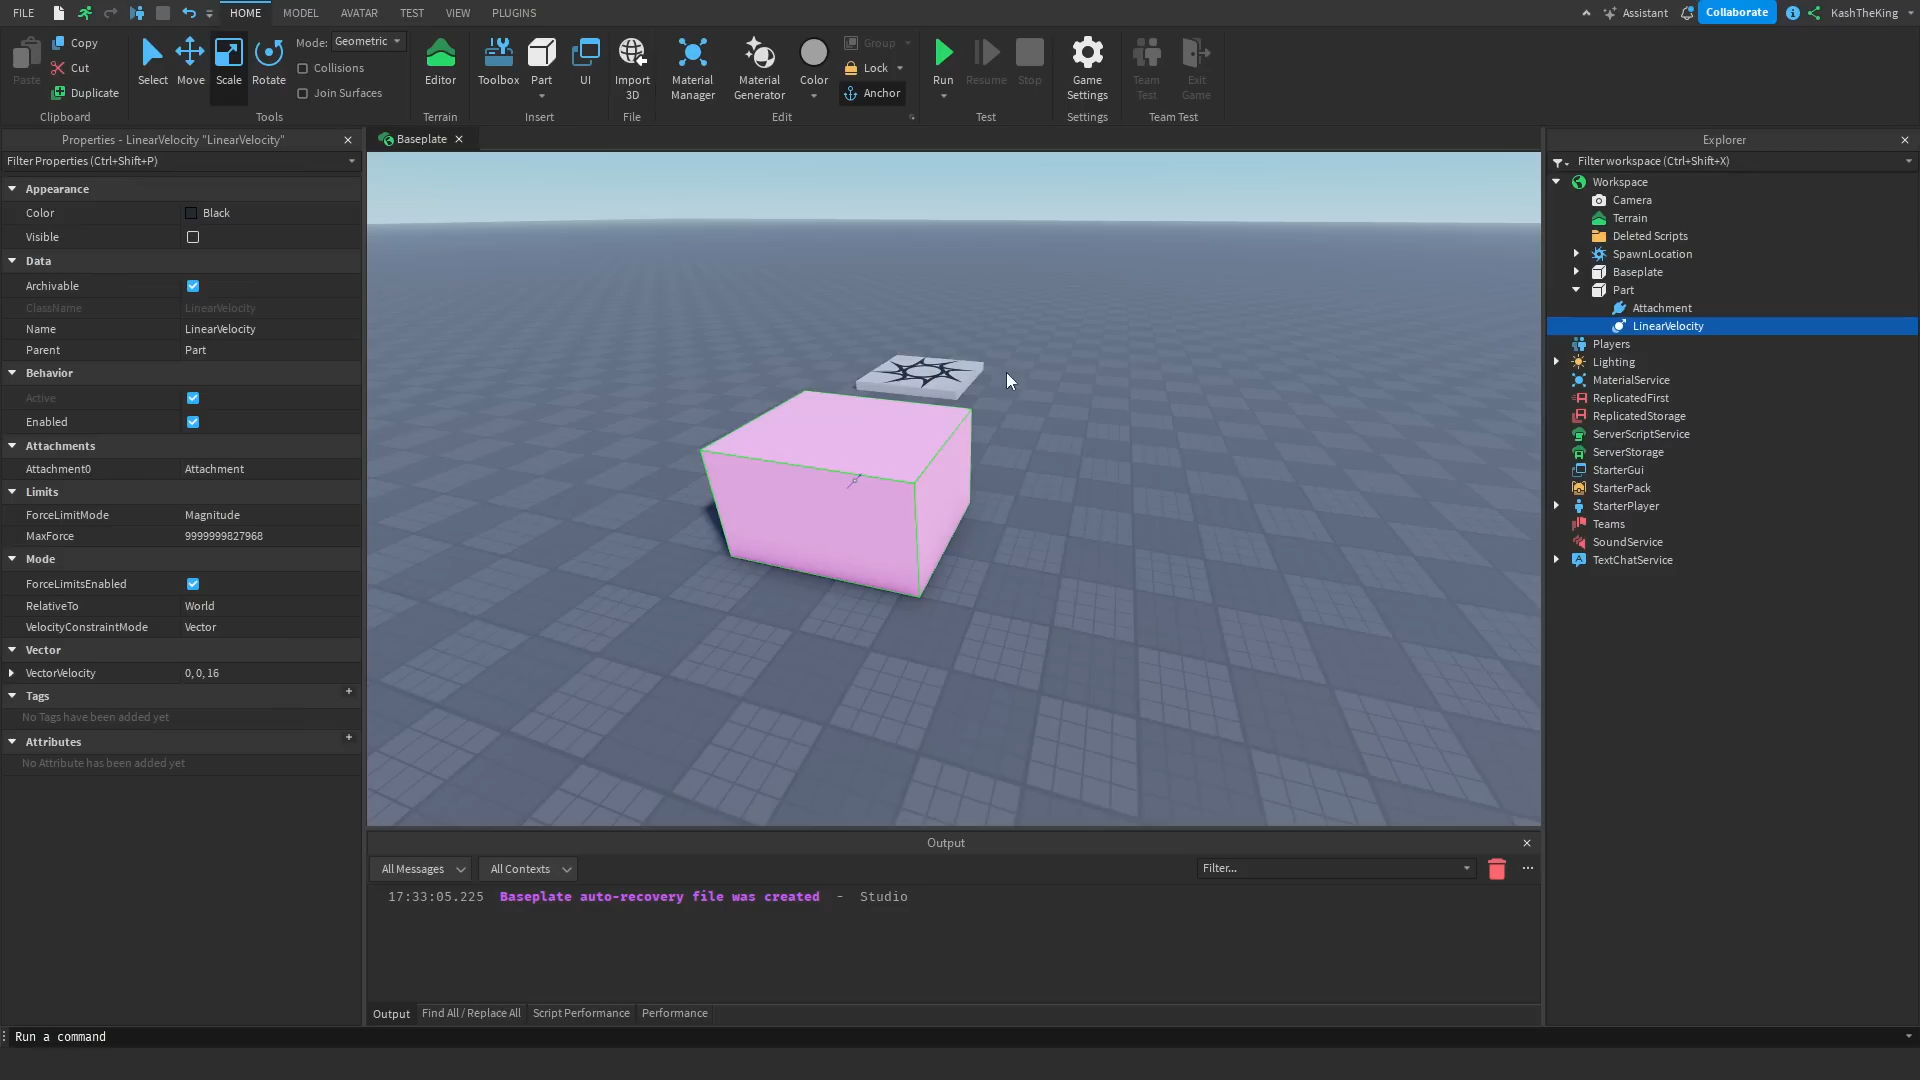 FILE HOME MODEL AVATAR TEST VIEW PLUGINS Assistant Collaborate KashTheKing
Paste Copy Cut Duplicate Clipboard
Select Move Scale Rotate Mode: Geometric Collisions Join Surfaces Tools
Editor Terrain
Toolbox Part UI Insert
Import 3D File
Material Manager Material Generator Color Group Lock Anchor Edit
Run Resume Stop Test
Game Settings Settings
Team Test Exit Game Team Test
Properties - LinearVelocity "LinearVelocity"
Filter Properties (Ctrl+Shift+P)
Appearance
Color Black
Visible
Data
Archivable
ClassName LinearVelocity
Name LinearVelocity
Parent Part
Behavior
Active
Enabled
Attachments
Attachment0 Attachment
Limits
ForceLimitMode Magnitude
MaxForce 9999999827968
Mode
ForceLimitsEnabled
RelativeTo World
VelocityConstraintMode Vector
Vector
VectorVelocity 0, 0, 16
Tags +
No Tags have been added yet
Attributes +
No Attribute has been added yet
Baseplate
Output
All Messages All Contexts Filter...
17:33:05.225 Baseplate auto-recovery file was created - Studio
Output Find All / Replace All Script Performance Performance
Explorer
Filter workspace (Ctrl+Shift+X)
Workspace
Camera
Terrain
Deleted Scripts
SpawnLocation
Baseplate
Part
Attachment
LinearVelocity
Players
Lighting
MaterialService
ReplicatedFirst
ReplicatedStorage
ServerScriptService
ServerStorage
StarterGui
StarterPack
StarterPlayer
Teams
SoundService
TextChatService
Run a command